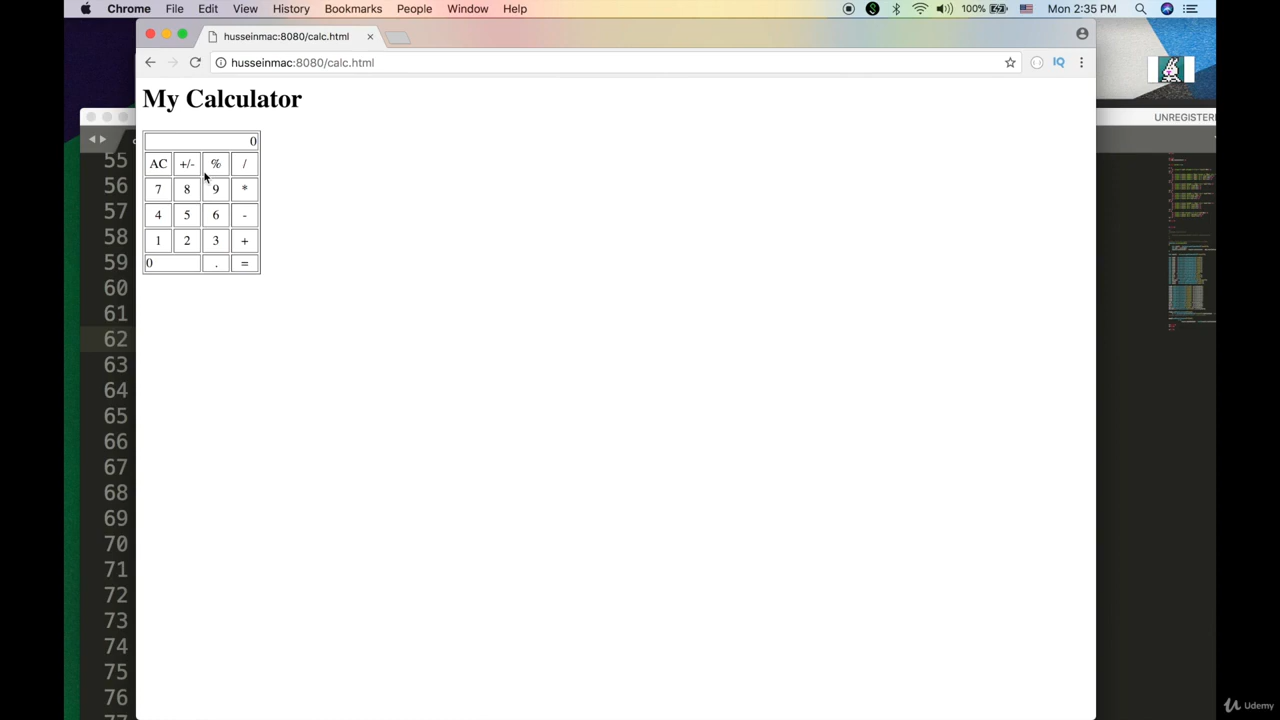 Chrome File Edit View History Bookmarks People Window Help 100% Mon 2:35 PM
husseinmac:8080/calc.html
husseinmac:8080/calc.html
IQ
My Calculator
0
AC +/- % /
7 8 9 *
4 5 6 -
1 2 3 +
0 . =
UNREGISTER
55
56
57
58
59
60
61
62
63
64
65
66
67
68
69
70
71
72
73
74
75
76
Udemy